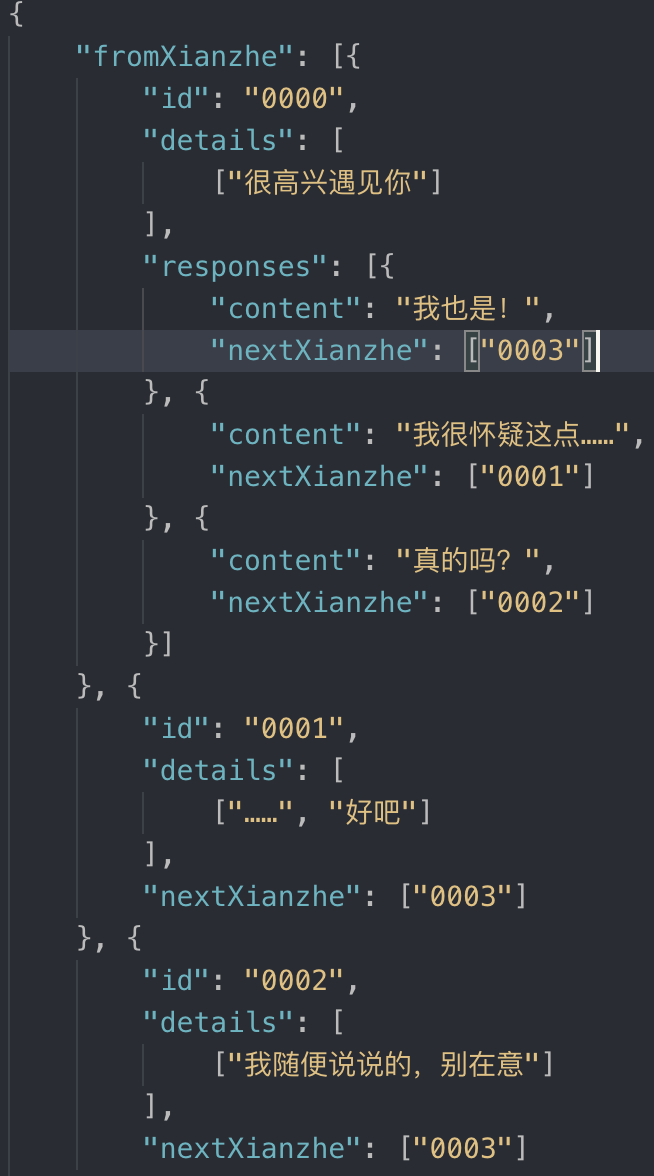 {
    "fromXianzhe": [{
        "id": "0000",
        "details": [
            ["很高兴遇见你"]
        ],
        "responses": [{
            "content": "我也是！",
            "nextXianzhe": ["0003"]
        }, {
            "content": "我很怀疑这点……",
            "nextXianzhe": ["0001"]
        }, {
            "content": "真的吗？",
            "nextXianzhe": ["0002"]
        }]
    }, {
        "id": "0001",
        "details": [
            ["……", "好吧"]
        ],
        "nextXianzhe": ["0003"]
    }, {
        "id": "0002",
        "details": [
            ["我随便说说的，别在意"]
        ],
        "nextXianzhe": ["0003"]